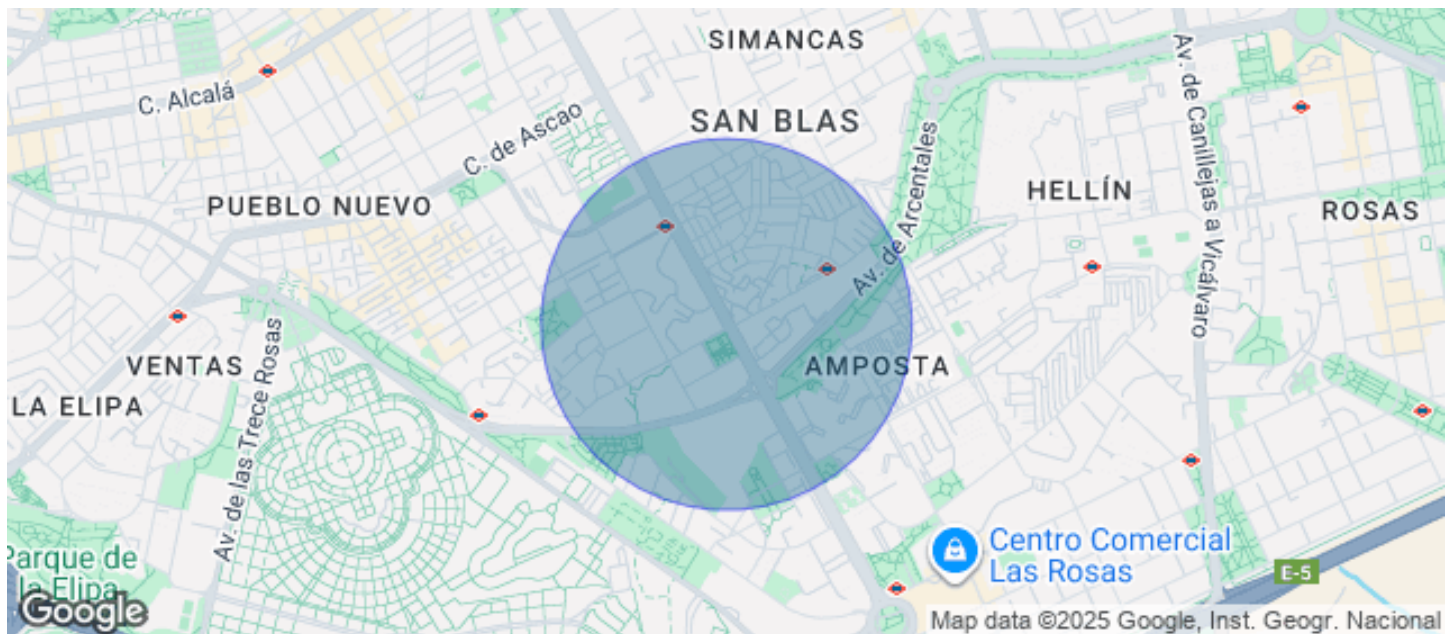 SIMANCAS
Av. de Canillejas a Vicálvaro
C. Alcalá
SAN BLAS
C. de Ascao
Av. de Arcentales
HELLÍN
PUEBLO NUEVO
ROSAS
VENTAS
AMPOSTA
LA ELIPA
Av. de las Trece Rosas
Parque de
la Elipa
Centro Comercial
Las Rosas
E-5
Google
Map data ©2025 Google, Inst. Geogr. Nacional